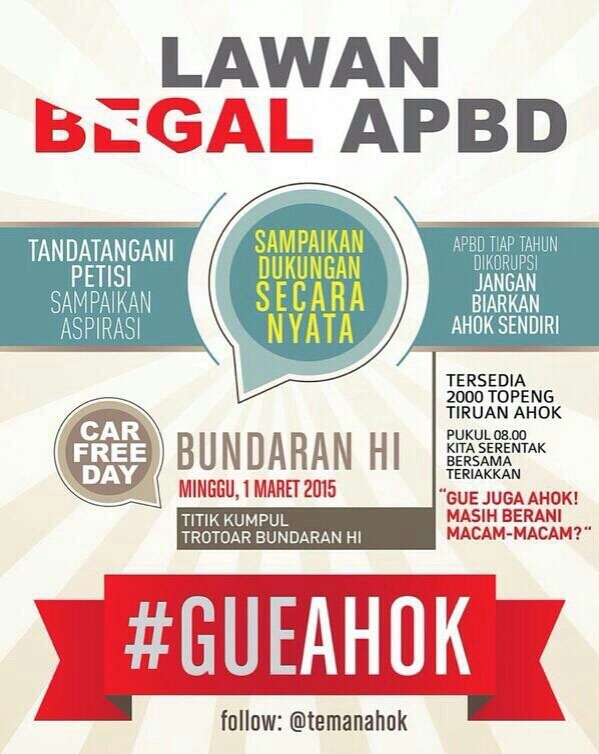 LAWAN
BEGAL APBD
TANDATANGANI
PETISI
SAMPAIKAN
ASPIRASI
SAMPAIKAN
DUKUNGAN
SECARA
NYATA
APBD TIAP TAHUN
DIKORUPSI
JANGAN
BIARKAN
AHOK SENDIRI
CAR
FREE
DAY
BUNDARAN HI
MINGGU, 1 MARET 2015
TITIK KUMPUL
TROTOAR BUNDARAN HI
TERSEDIA
2000 TOPENG
TIRUAN AHOK
PUKUL 08.00
KITA SERENTAK
BERSAMA
TERIAKKAN
"GUE JUGA AHOK!
MASIH BERANI
MACAM-MACAM?"
#GUEAHOK
follow: @temanahok